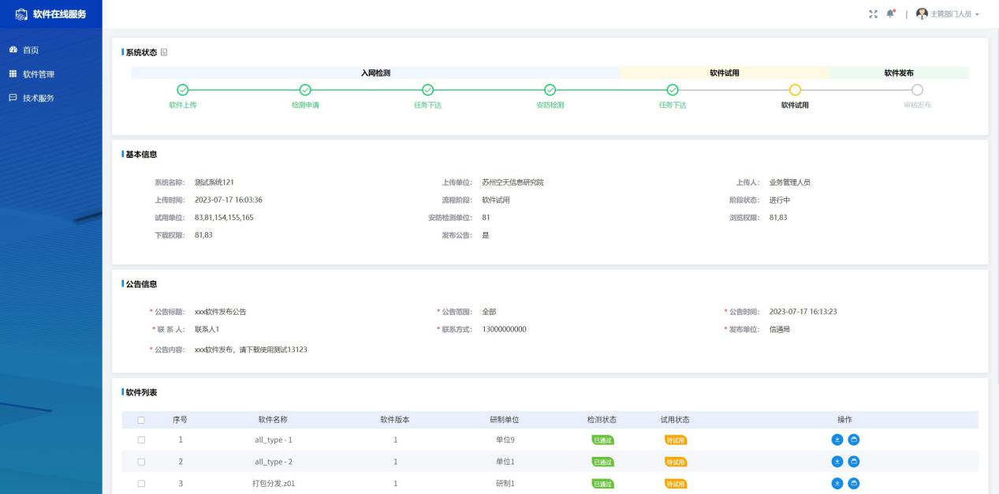 软件在线服务
主管部门人员
首页
软件管理
技术服务
系统状态
入网检测 软件试用 软件发布
软件上传 检测申请 任务下达 安防检测 任务下达 软件试用 审核发布
基本信息
系统名称： 测试系统121 上传单位： 苏州空天信息研究院 上传人： 业务管理人员
上传时间： 2023-07-17 16:03:36 流程阶段： 软件试用 阶段状态： 进行中
试用单位： 83,81,154,155,165 安防检测单位： 81 浏览权限： 81,83
下载权限： 81,83 发布公告： 是
公告信息
* 公告标题： xxx软件发布公告 * 公告范围： 全部 * 公告时间： 2023-07-17 16:13:23
* 联 系 人： 联系人1 * 联系方式： 13000000000 * 发布单位： 信通局
* 公告内容： xxx软件发布，请下载使用测试13123
软件列表
序号 软件名称 软件版本 研制单位 检测状态 试用状态 操作
1 all_type - 1 1 单位9 已通过 待试用
2 all_type - 2 1 单位1 已通过 待试用
3 打包分发.z01 1 研制1 已通过 待试用